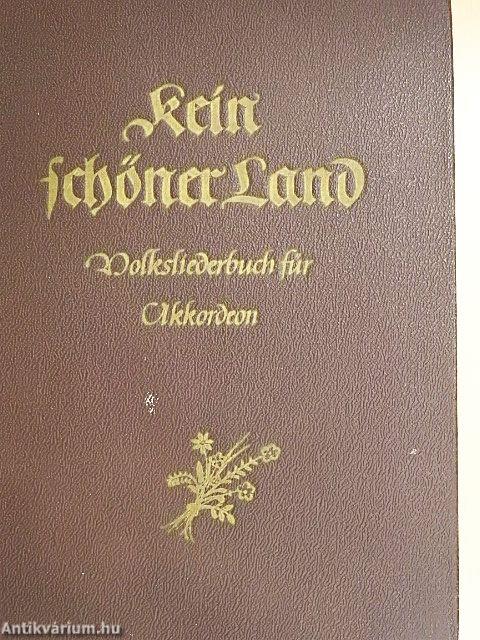 Kein
schöner Land
Volksliederbuch für
Akkordeon
Antikvárium.hu